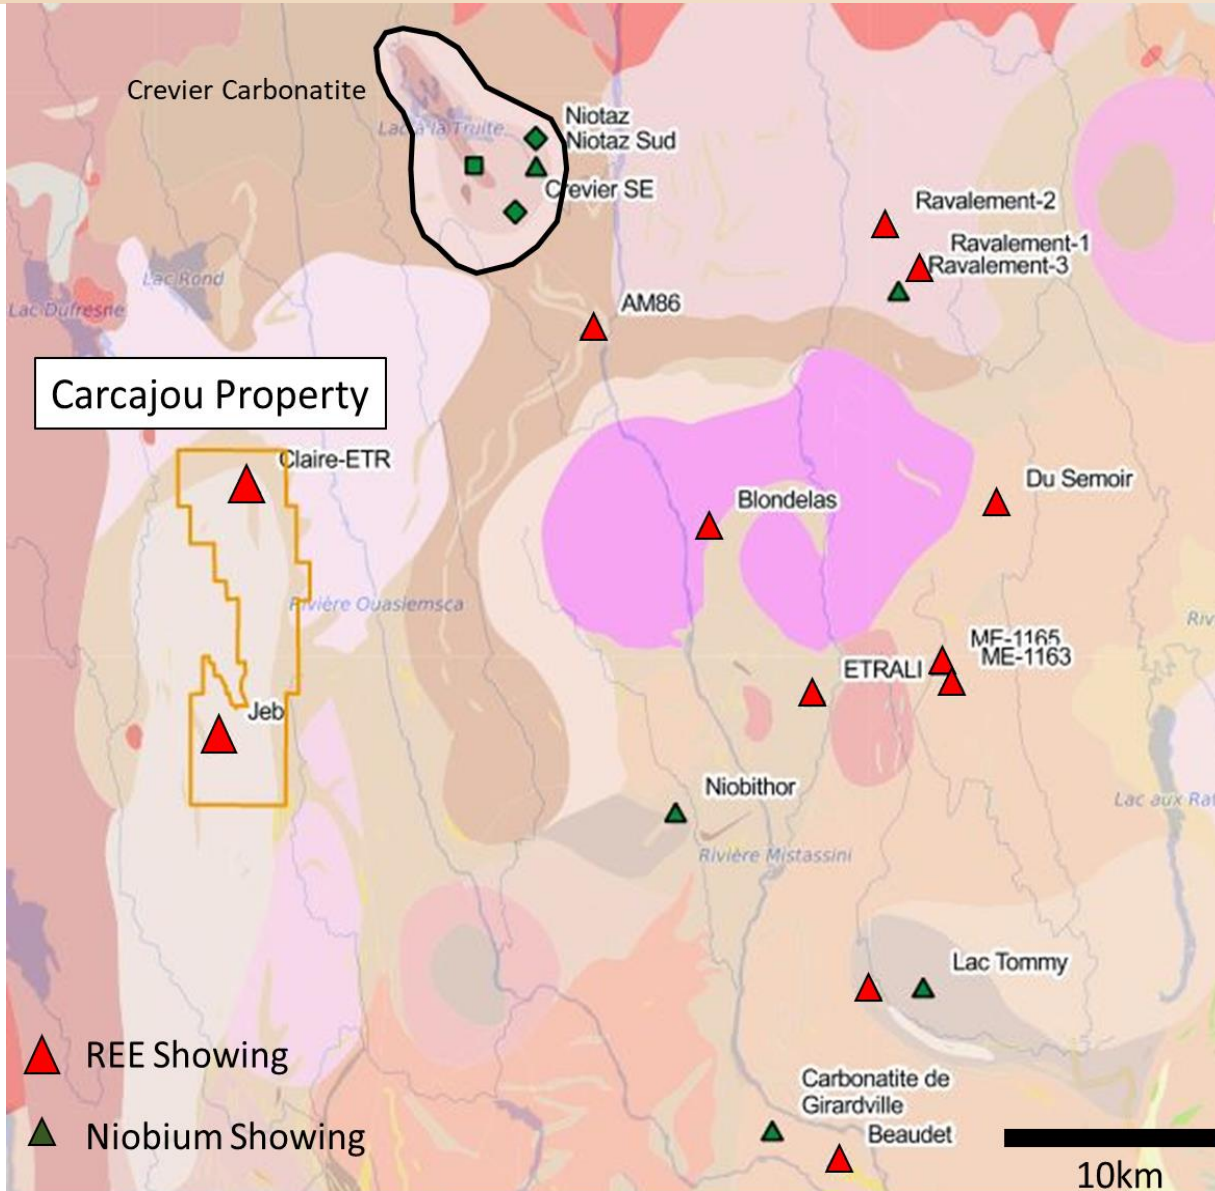 Crevier Carbonatite
Niotaz
Lac à la Truite
Niotaz Sud
Crevier SE
Ravalement-2
Ravalement-1
Ravalement-3
Lac Rond
Lac Dufresne
AM86
Carcajou Property
Claire-ETR
Du Semoir
Blondelas
Rivière Ouasiemsca
Riv
ME-1165
ME-1163
ETRALI
Jeb
Niobithor
Lac aux Rat
Rivière Mistassini
Lac Tommy
REE Showing
Carbonatite de
Girardville
Beaudet
Niobium Showing
10km